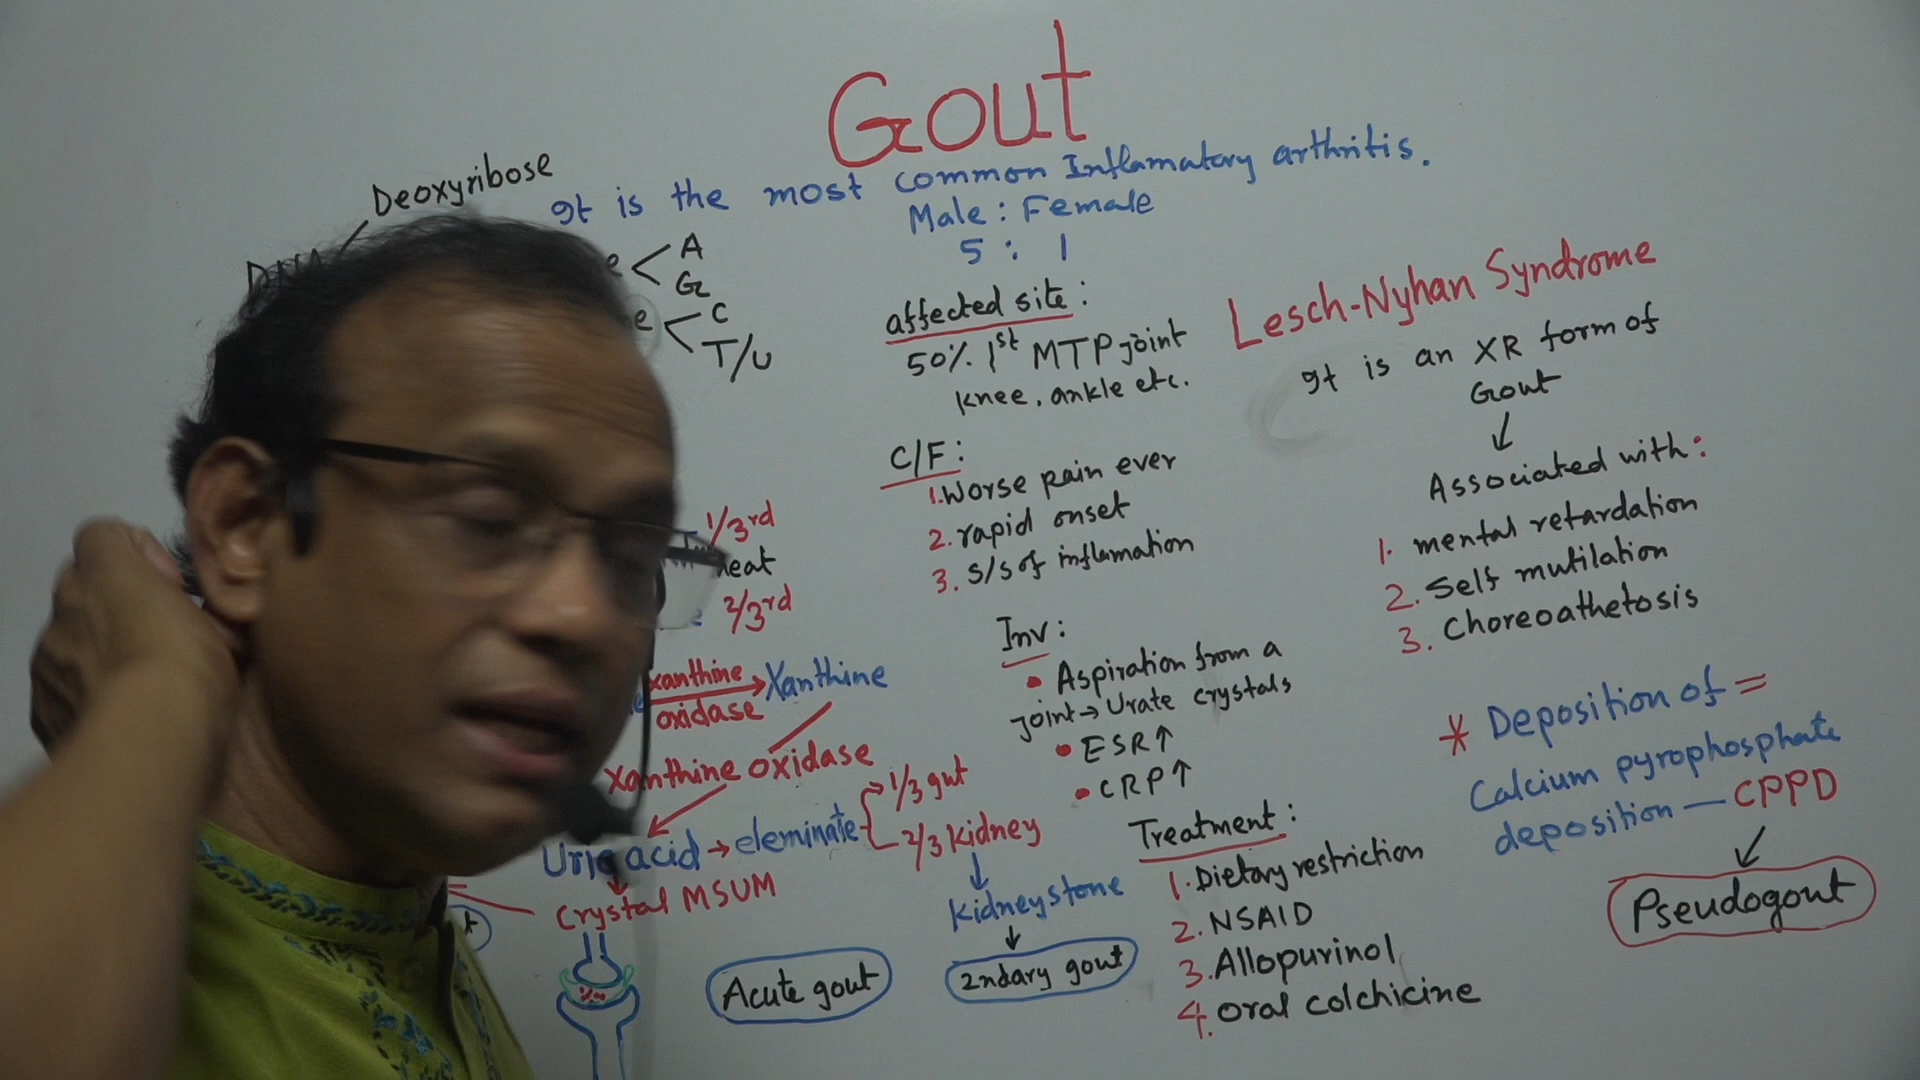 Gout
It is the most common Inflamatory arthritis.
Male : Female
5 : 1
Deoxyribose
DNA
A
G
C
T/U
1/3rd
2/3rd
xanthine
oxidase
Xanthine
Xanthine oxidase
Uric acid → eleminate
1/3 gut
2/3 kidney
Kidney stone
2ndary gout
Crystal MSUM
Acute gout
affected site :
50% 1st MTP joint
knee, ankle etc.
C/F :
1. Worse pain ever
2. rapid onset
3. S/S of inflamation
Inv :
• Aspiration from a
joint → Urate crystals
• ESR↑
• CRP↑
Treatment :
1. Dietary restriction
2. NSAID
3. Allopurinol
4. oral colchicine
Lesch-Nyhan Syndrome
It is an XR form of
Gout
↓
Associated with :
1. mental retardation
2. Self mutilation
3. Choreoathetosis
* Deposition of =
Calcium pyrophosphate
deposition — CPPD
Pseudogout